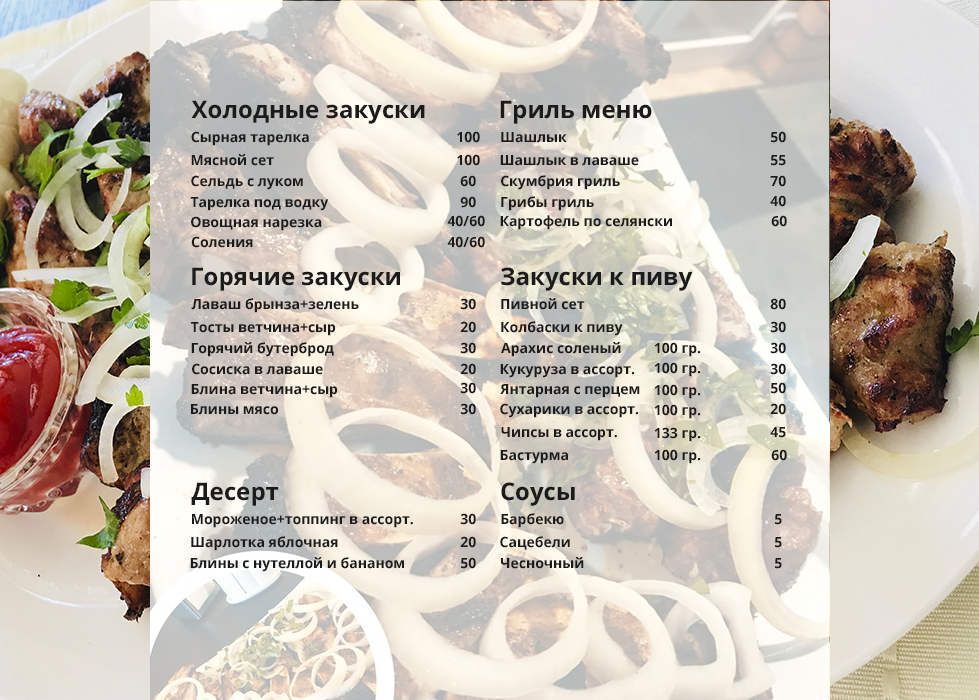 Холодные закуски
Сырная тарелка 100
Мясной сет 100
Сельдь с луком 60
Тарелка под водку 90
Овощная нарезка 40/60
Соления 40/60
Горячие закуски
Лаваш брынза+зелень 30
Тосты ветчина+сыр 20
Горячий бутерброд 30
Сосиска в лаваше 20
Блина ветчина+сыр 30
Блины мясо 30
Десерт
Мороженое+топпинг в ассорт. 30
Шарлотка яблочная 20
Блины с нутеллой и бананом 50
Гриль меню
Шашлык 50
Шашлык в лаваше 55
Скумбрия гриль 70
Грибы гриль 40
Картофель по селянски 60
Закуски к пиву
Пивной сет 80
Колбаски к пиву 30
Арахис соленый 100 гр. 30
Кукуруза в ассорт. 100 гр. 30
Янтарная с перцем 100 гр. 50
Сухарики в ассорт. 100 гр. 20
Чипсы в ассорт. 133 гр. 45
Бастурма 100 гр. 60
Соусы
Барбекю 5
Сацебели 5
Чесночный 5